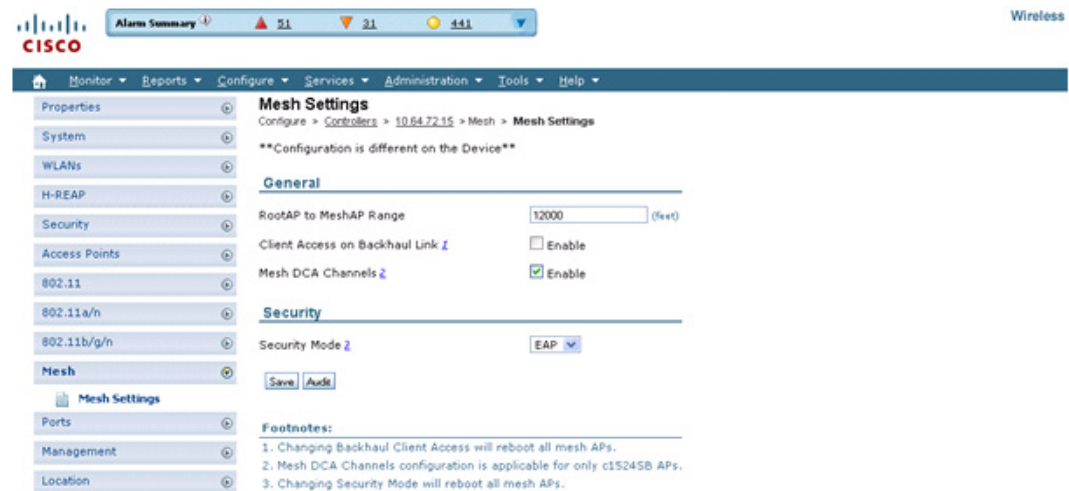 Alarm Summary 51 31 441
Wireless
CISCO
Monitor Reports Configure Services Administration Tools Help
Properties
System
WLANs
H-REAP
Security
Access Points
802.11
802.11a/n
802.11b/g/n
Mesh
Mesh Settings
Ports
Management
Location
Mesh Settings
Configure > Controllers > 10.64.72.15 > Mesh > Mesh Settings
**Configuration is different on the Device**
General
RootAP to MeshAP Range 12000 (feet)
Client Access on Backhaul Link 1 Enable
Mesh DCA Channels 2 Enable
Security
Security Mode 2 EAP
Save Audit
Footnotes:
1. Changing Backhaul Client Access will reboot all mesh APs.
2. Mesh DCA Channels configuration is applicable for only c1524SB APs.
3. Changing Security Mode will reboot all mesh APs.